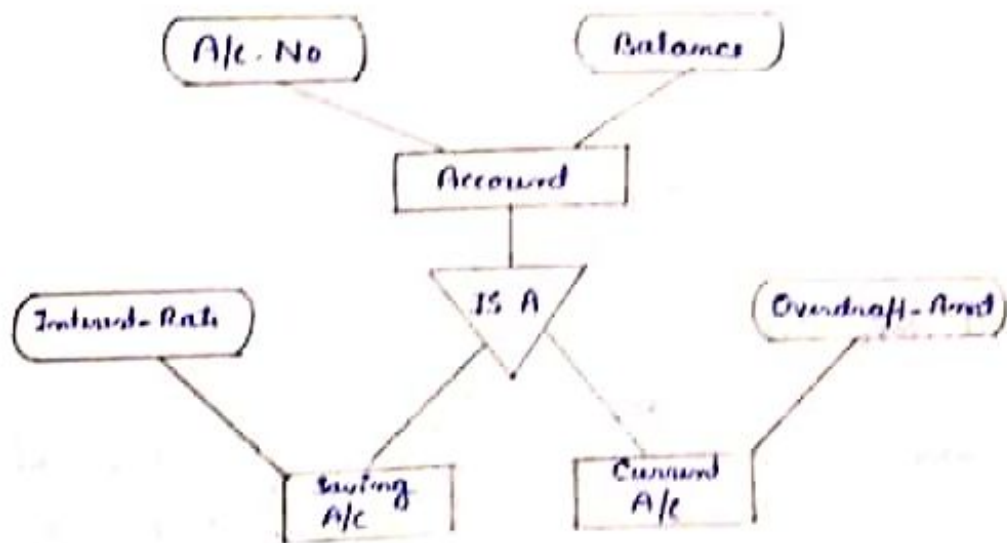 A/c. No
Balance
Account
IS A
Interest-Rate
Overdraft-Amt
Saving
A/c
Current
A/c